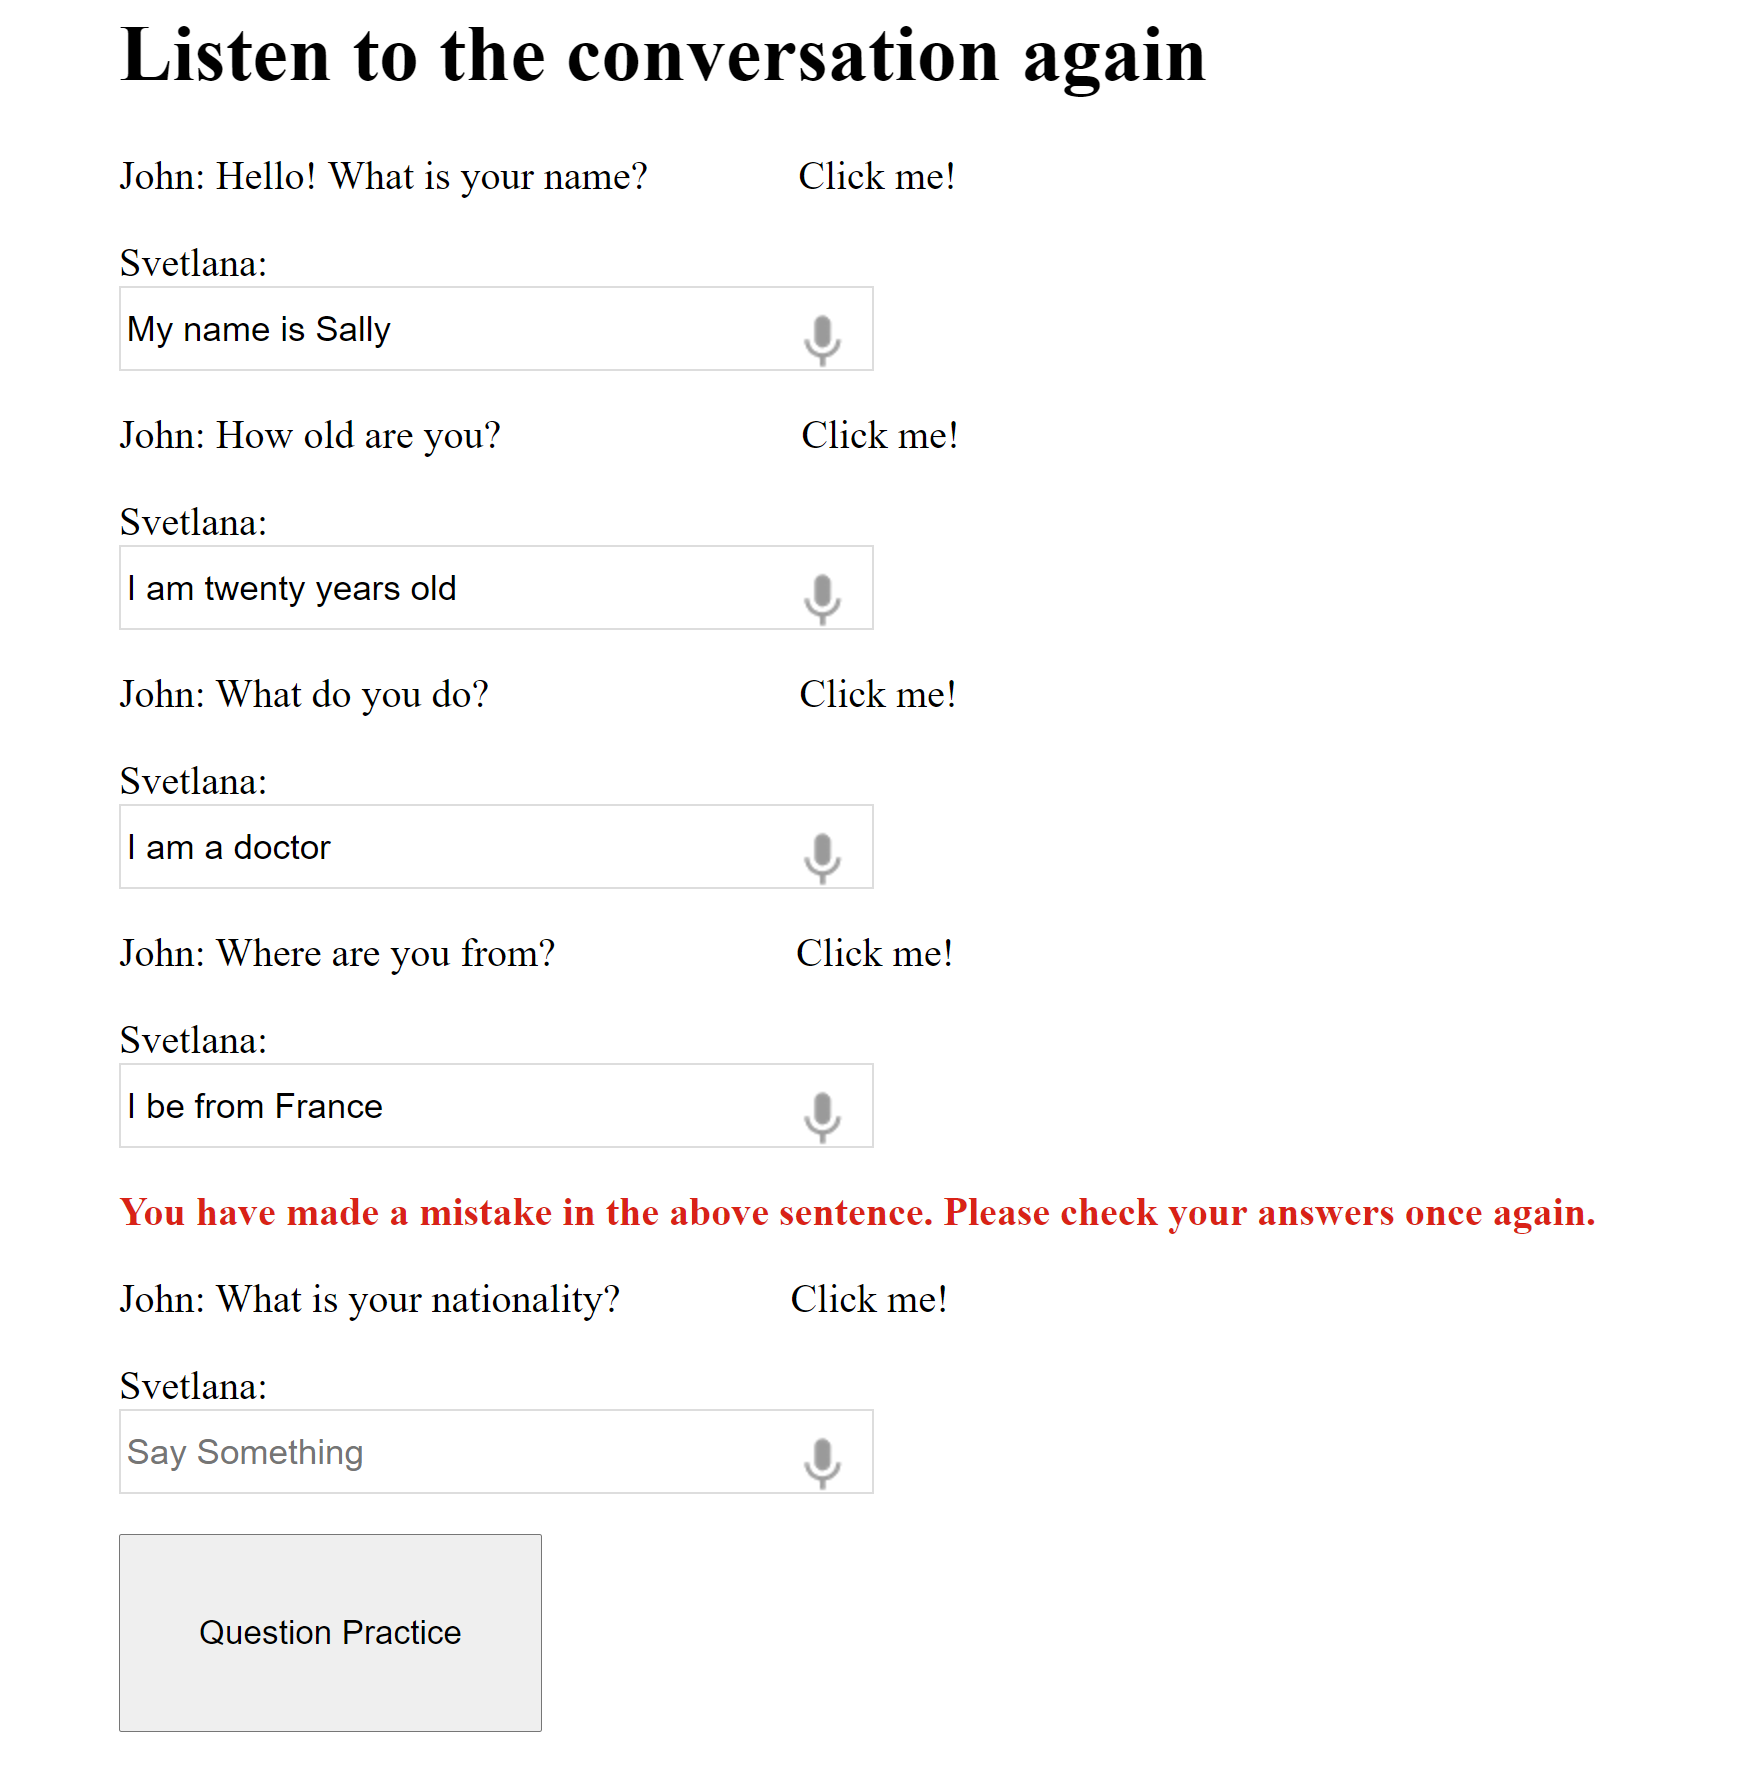 Listen to the conversation again
John: Hello! What is your name? Click me!
Svetlana:
My name is Sally
John: How old are you? Click me!
Svetlana:
I am twenty years old
John: What do you do? Click me!
Svetlana:
I am a doctor
John: Where are you from? Click me!
Svetlana:
I be from France
You have made a mistake in the above sentence. Please check your answers once again.
John: What is your nationality? Click me!
Svetlana:
Say Something
Question Practice